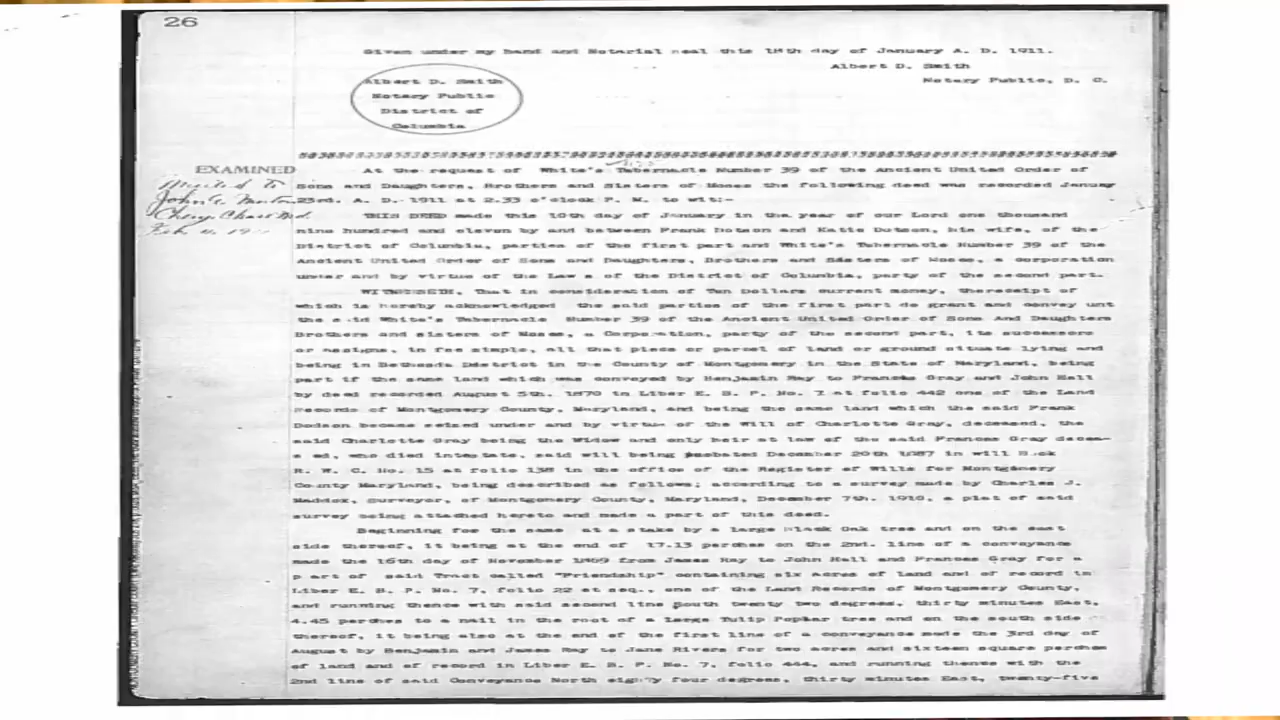 26
Given under my hand and Notarial seal this 18th day of January A. D. 1911.
Albert D. Smith
Notary Public, D. C.
Albert D. Smith
Notary Public
District of
Columbia
EXAMINED
Mailed to
John C.
Chevy Chase Md.
Feb
At the request of White's Tabernacle Number 39 of the Ancient United Order of
Sons and Daughters, Brothers and Sisters of Moses the following deed was recorded January
23rd. A. D. 1911 at 2.33 o'clock P. M. to wit:-
THIS DEED made this 10th day of January in the year of our Lord one thousand
nine hundred and eleven by and between Frank Dotson and Katie Dotson, his wife, of the
District of Columbia, parties of the first part and White's Tabernacle Number 39 of the
Ancient United Order of Sons and Daughters, Brothers and Sisters of Moses, a corporation
under and by virtue of the Law s of the District of Columbia, party of the second part.
WITNESSETH, That in consideration of Ten Dollars current money, thereceipt of
which is hereby acknowledged the said parties of the first part do grant and convey unt
the s id White's Tabernacle Number 39 of the Ancient United Order of Sons And Daughters
Brothers and sisters of Moses, a Corporation, party of the second part, its successors
or assigns, in fee simple, all that piece or parcel of land or ground situate lying and
being in Bethesda District in the County of Montgomery in the State of Maryland, being
part if the same land which was conveyed by Benjamin Ray to Frances Gray and John Hall
by deed recorded August 5th. 1870 in Liber E. B. P. No. 7 at folio 442 one of the Land
Records of Montgomery County, Maryland, and being the same land which the said Frank
Dodson became seized under and by virtue of the Will of Charlotte Gray, deceased, the
said Charlotte Gray being the Widow and only heir at law of the said Frances Gray deceas-
e ed, who died intestate, said will being probated December 20th 1887 in will Book
R. W. C. No. 15 at folio 138 in the office of the Register of Wills for Montgomery
County Maryland, being described as follows; according to a survey made by Charles J.
Maddox, Surveyor, of Montgomery County, Maryland, December 7th. 1910, a plat of said
survey being attached hereto and made a part of this deed.
Beginning for the same at a stake by a large Black Oak tree and on the east
side thereof, it being at the end of 17.13 perches on the 2nd. line of a conveyance
made the 16th day of November 1869 from James Ray to John Hall and Frances Gray for a
p art of said Tract called "Friendship" containing six acres of land and of record in
Liber E. B. P. No. 7, folio 22 et seq., one of the Land Records of Montgomery County,
and running thence with said second line South twenty two degrees, thirty minutes East,
4.45 perches to a nail in the root of a large Tulip Poplar tree and on the south side
thereof, it being also at the end of the first line of a conveyance made the 3rd day of
August by Benjamin and James Ray to Jane Rivers for two acres and sixteen square perches
of land and of record in Liber E. B. P. No. 7, folio 444, and running thence with the
2nd line of said Conveyance North eighty four degrees, thirty minutes East, twenty-five